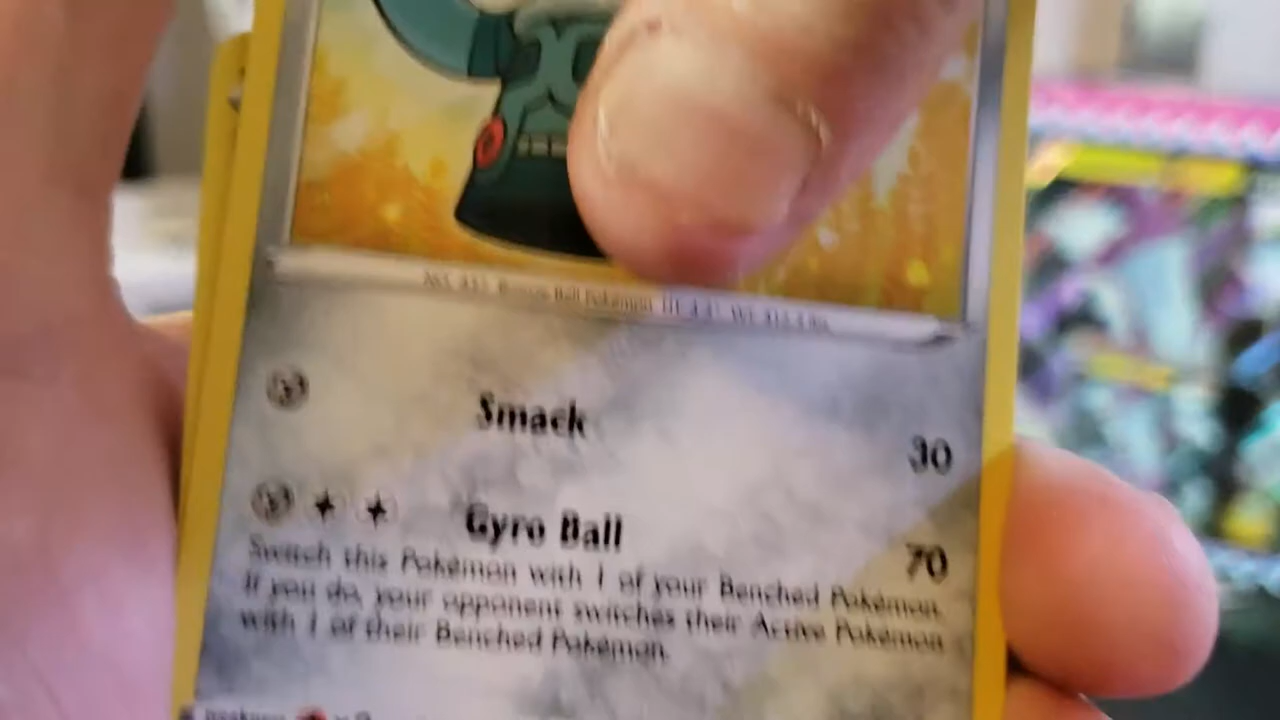 Smack
30
Gyro Ball
70
Switch this Pokémon with 1 of your Benched Pokémon.
If you do, your opponent switches their Active Pokémon
with 1 of their Benched Pokémon.